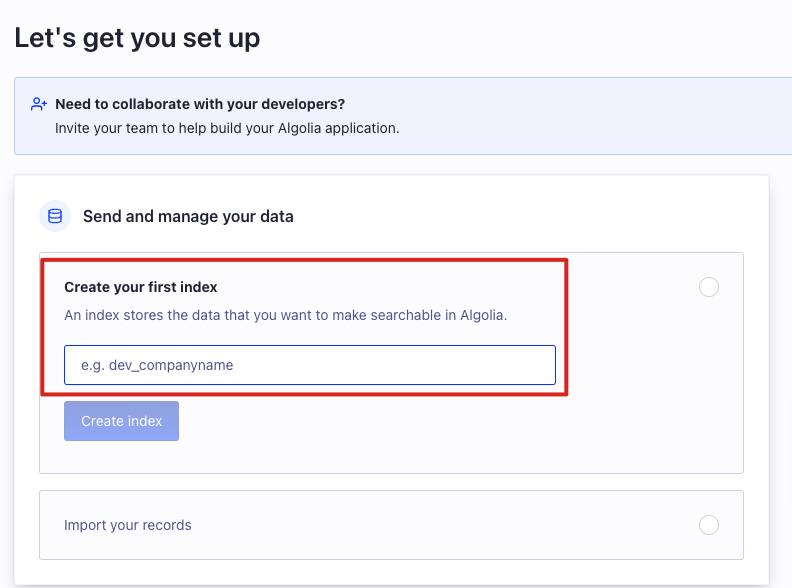 Let's get you set up
Need to collaborate with your developers?
Invite your team to help build your Algolia application.
Send and manage your data
Create your first index
An index stores the data that you want to make searchable in Algolia.
e.g. dev_companyname
Create index
Import your records